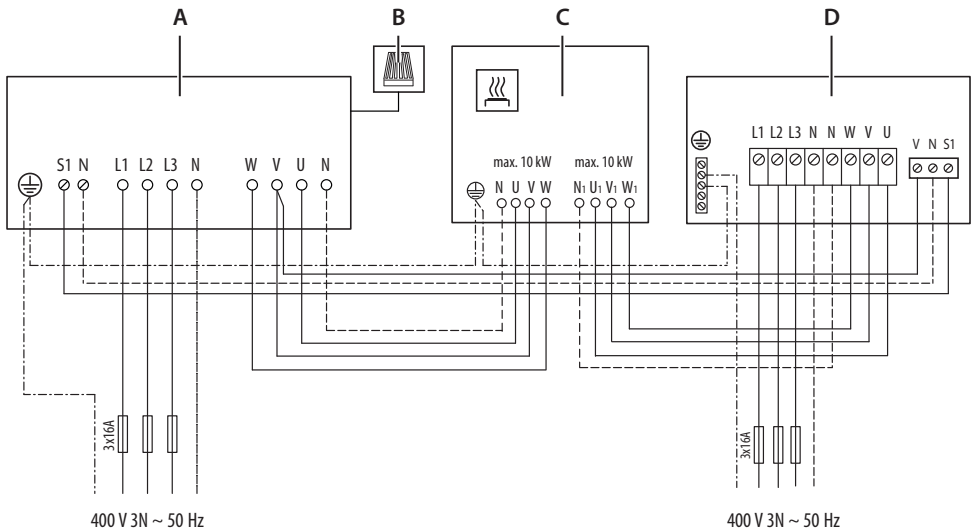 A B C D
L1 L2 L3 N N W V U
V N S1
S1 N L1 L2 L3 N W V U N
max. 10 kW max. 10 kW
N U V W N1 U1 V1 W1
3x16A
3x16A
400 V 3N ~ 50 Hz
400 V 3N ~ 50 Hz